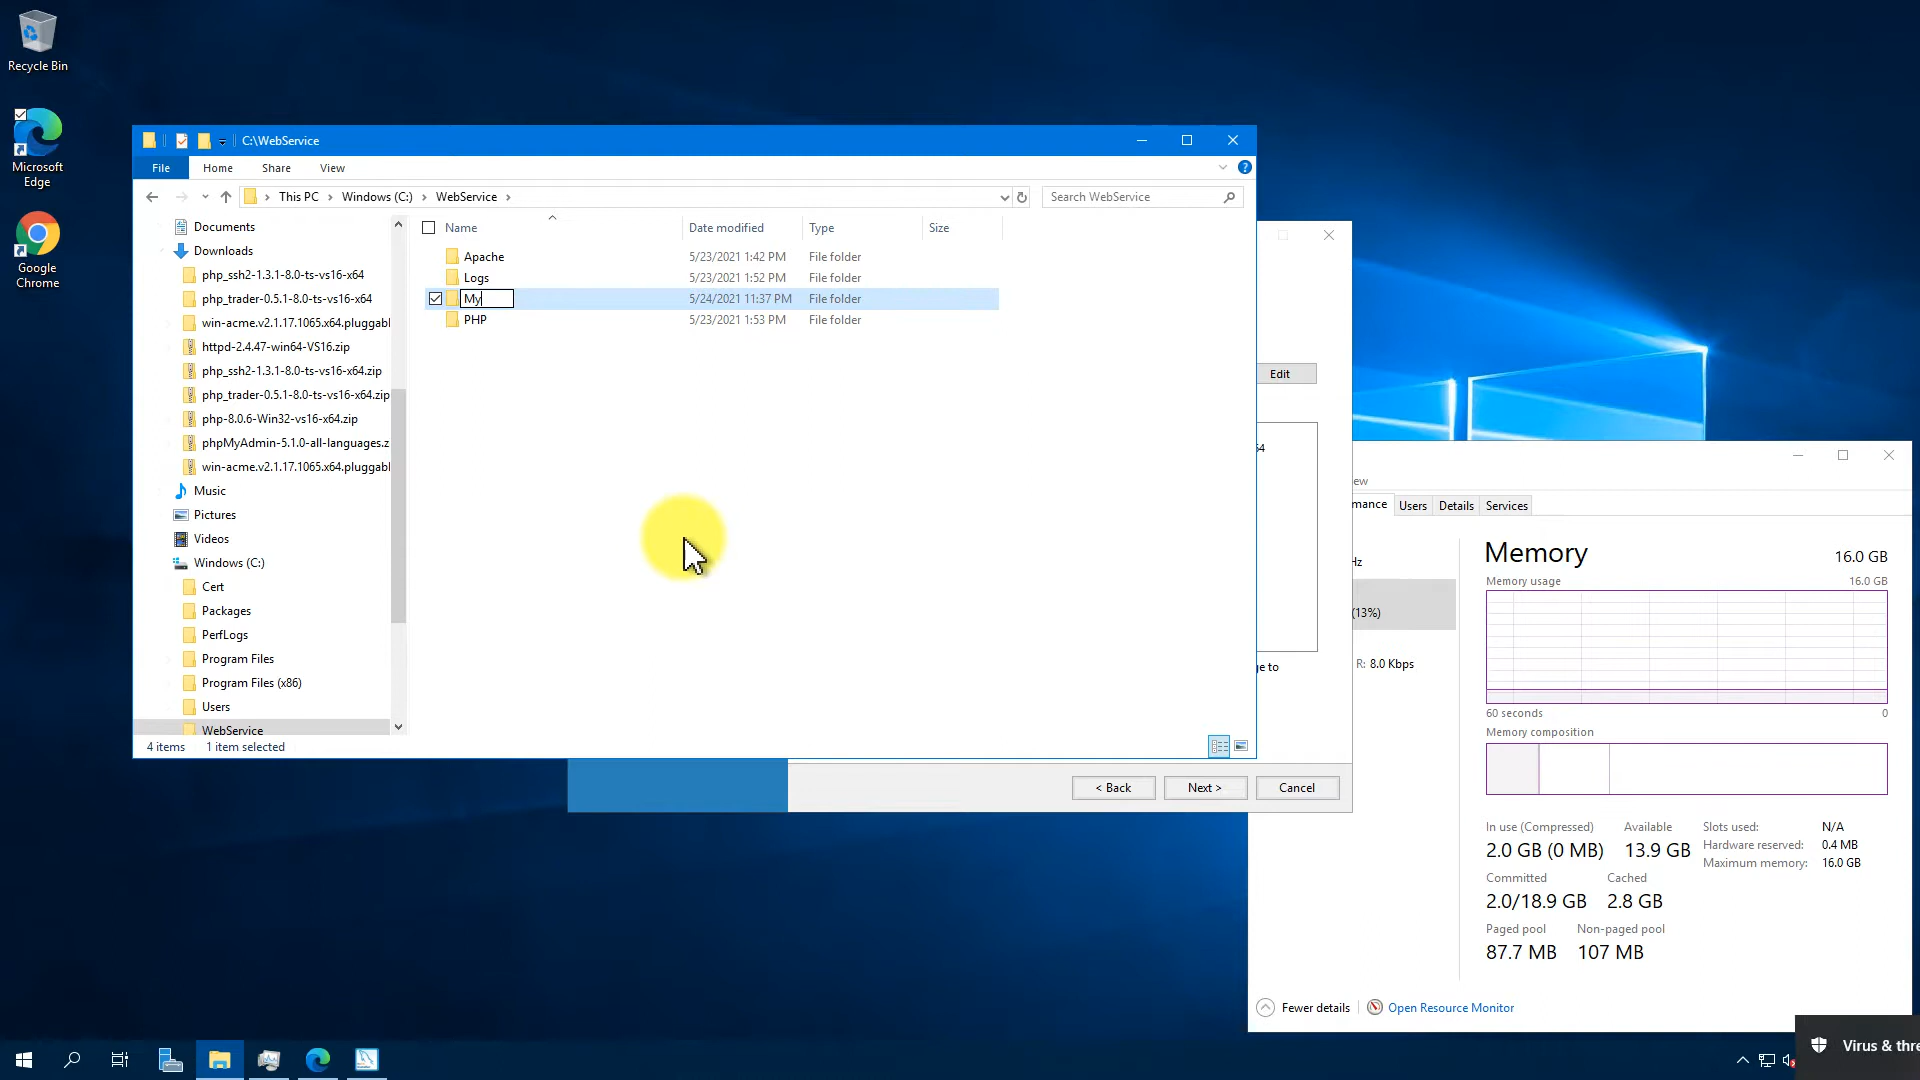 Recycle Bin
Microsoft
Edge
Google
Chrome
C:\WebService
File
Home
Share
View
This PC
Windows (C:)
WebService
Search WebService
Documents
Downloads
php_ssh2-1.3.1-8.0-ts-vs16-x64
php_trader-0.5.1-8.0-ts-vs16-x64
win-acme.v2.1.17.1065.x64.pluggabl
httpd-2.4.47-win64-VS16.zip
php_ssh2-1.3.1-8.0-ts-vs16-x64.zip
php_trader-0.5.1-8.0-ts-vs16-x64.zip
php-8.0.6-Win32-vs16-x64.zip
phpMyAdmin-5.1.0-all-languages.z
win-acme.v2.1.17.1065.x64.pluggabl
Music
Pictures
Videos
Windows (C:)
Cert
Packages
PerfLogs
Program Files
Program Files (x86)
Users
WebService
Name Date modified Type Size
Apache 5/23/2021 1:42 PM File folder
Logs 5/23/2021 1:52 PM File folder
My 5/24/2021 11:37 PM File folder
PHP 5/23/2021 1:53 PM File folder
4 items 1 item selected
Edit
64
ge to
< Back
Next >
Cancel
ew
mance
Users
Details
Services
Hz
(13%)
R: 8.0 Kbps
Memory 16.0 GB
Memory usage 16.0 GB
60 seconds 0
Memory composition
In use (Compressed) Available
2.0 GB (0 MB) 13.9 GB
Committed Cached
2.0/18.9 GB 2.8 GB
Paged pool Non-paged pool
87.7 MB 107 MB
Slots used: N/A
Hardware reserved: 0.4 MB
Maximum memory: 16.0 GB
Fewer details
Open Resource Monitor
Virus & thre